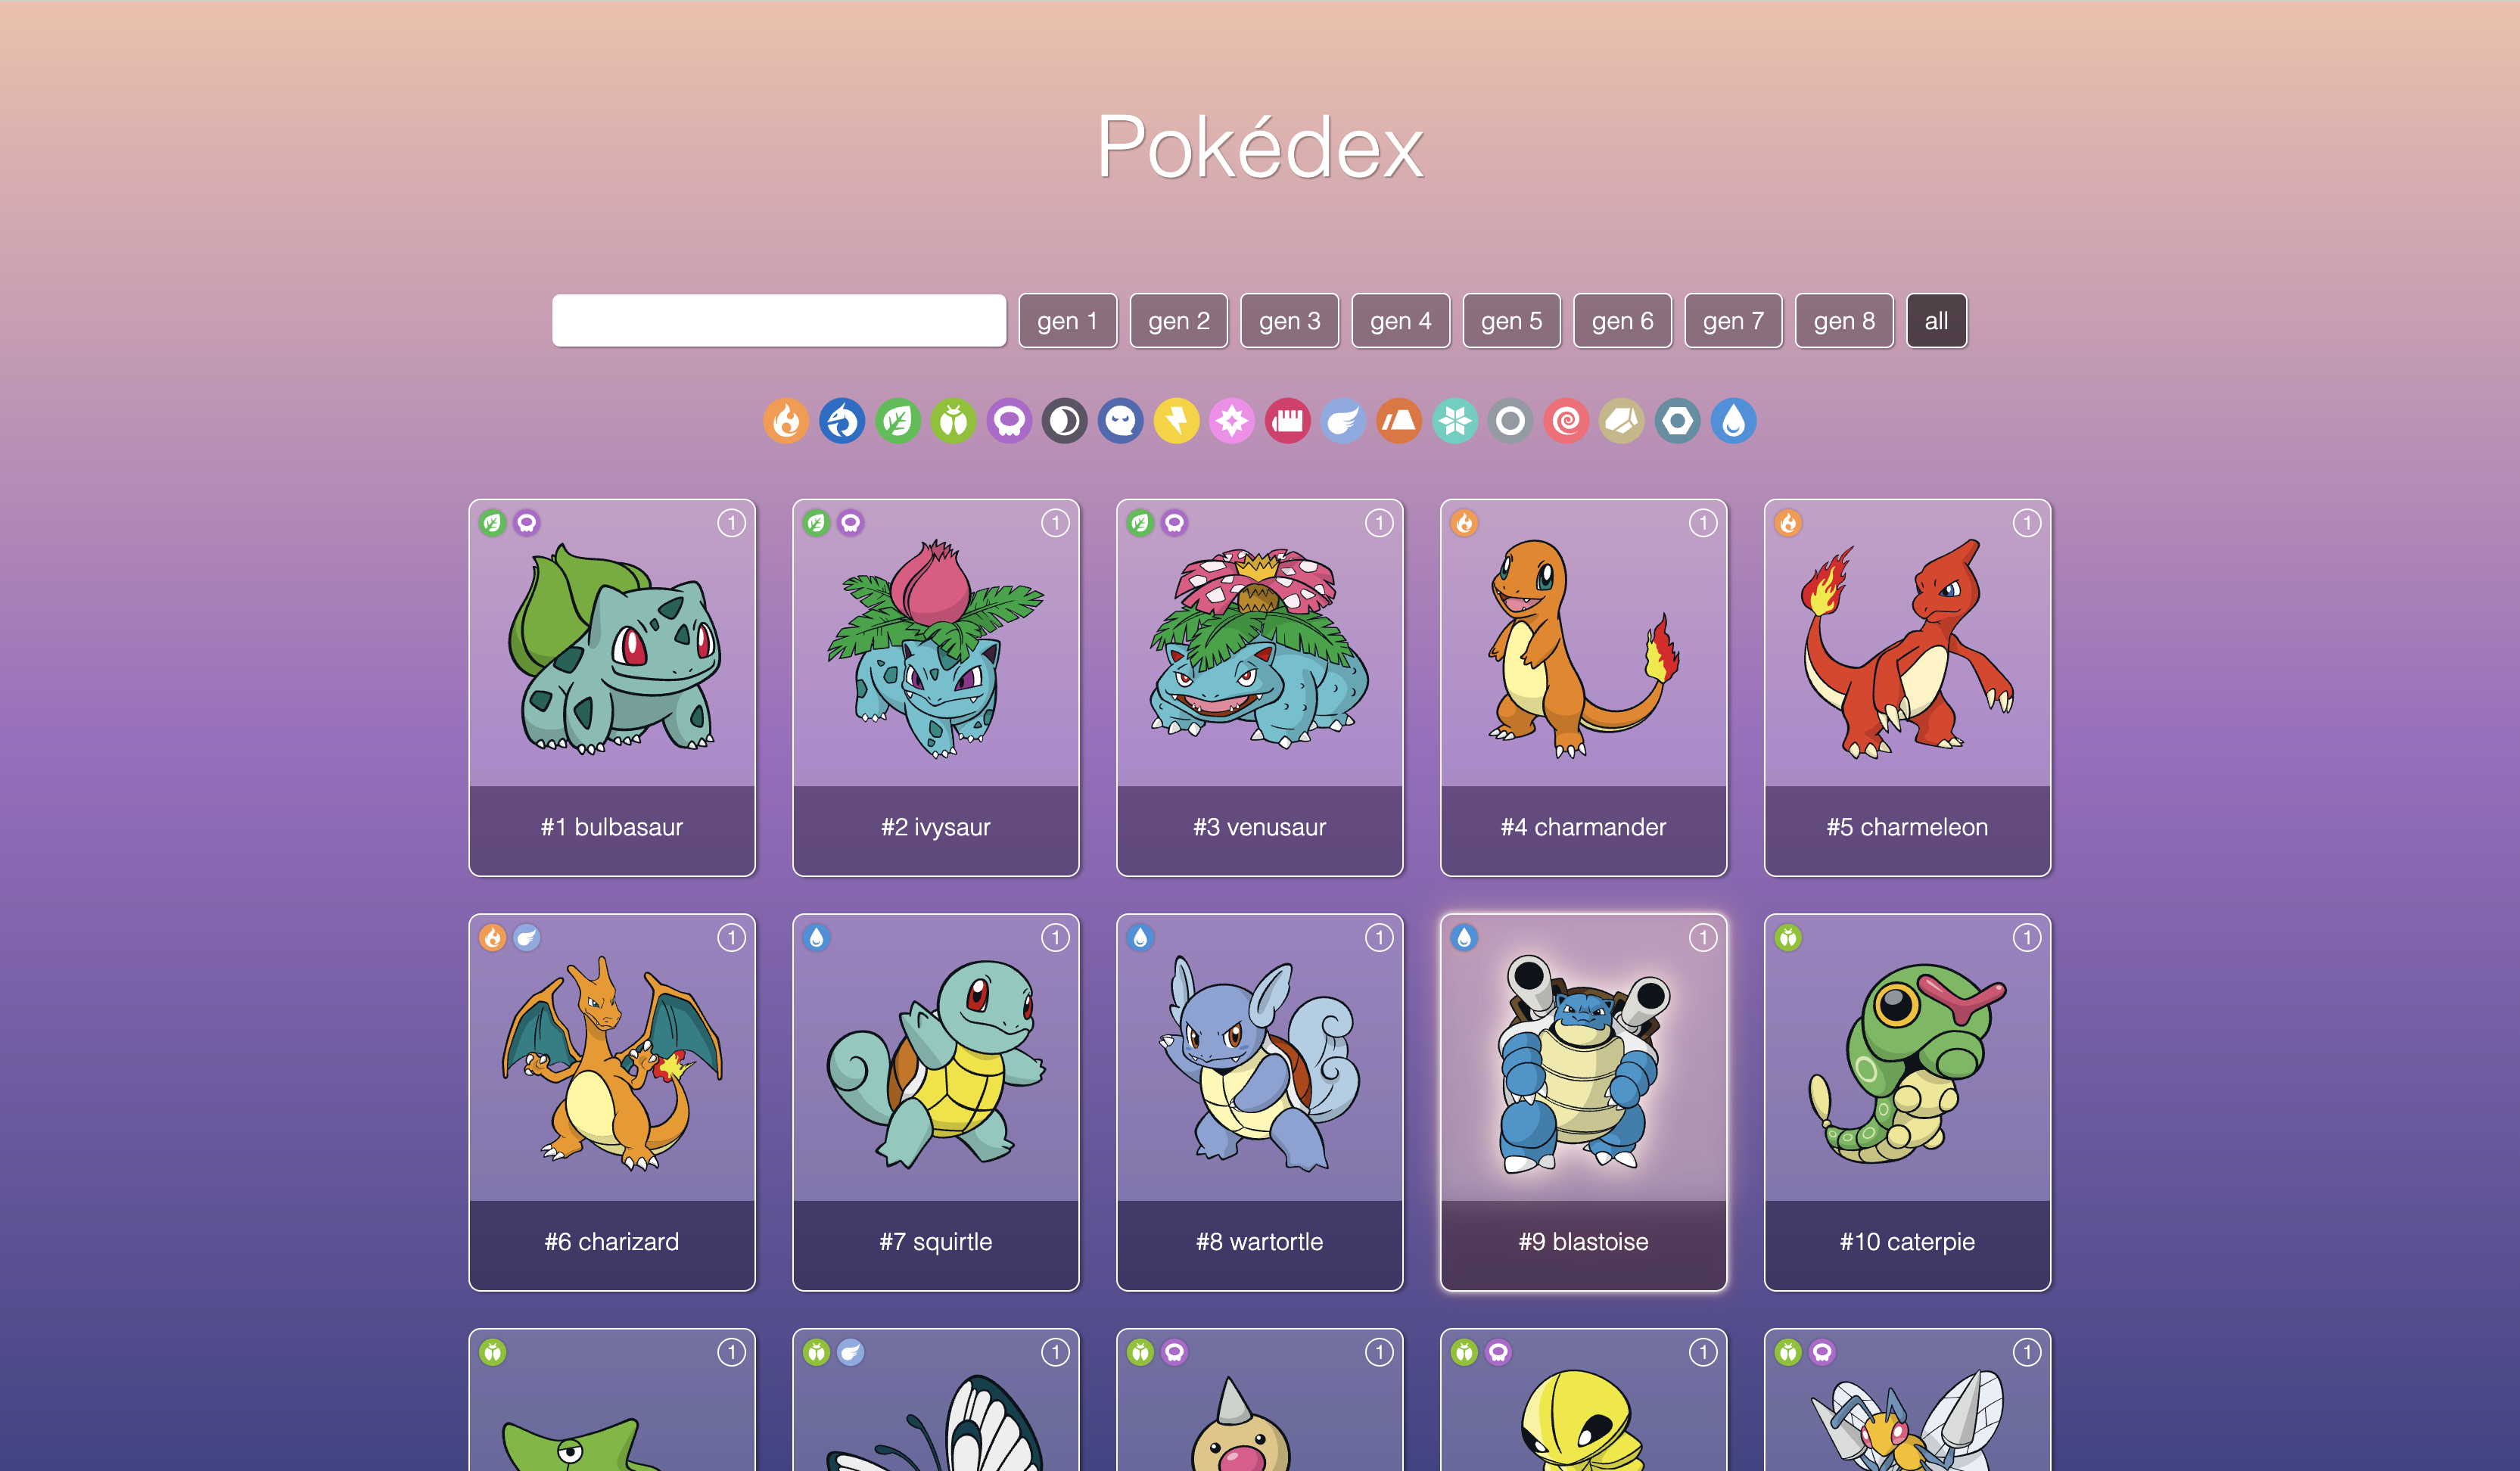 Pokédex
gen 1 gen 2 gen 3 gen 4 gen 5 gen 6 gen 7 gen 8 all
1 1 1 1 1
#1 bulbasaur #2 ivysaur #3 venusaur #4 charmander #5 charmeleon
1 1 1 1 1
#6 charizard #7 squirtle #8 wartortle #9 blastoise #10 caterpie
1 1 1 1 1